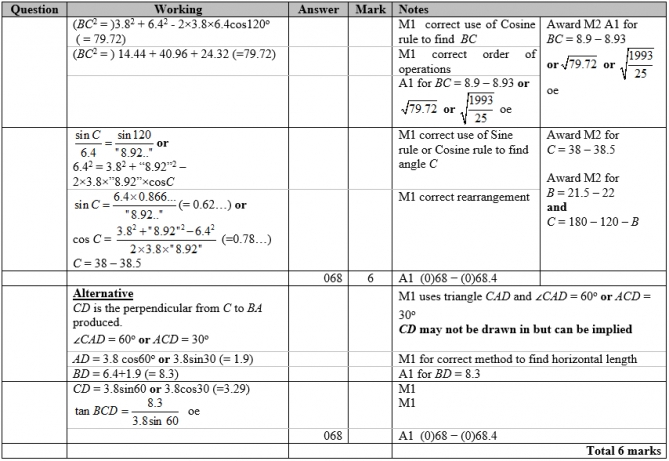 Question Working Answer Mark Notes
(BC² = )3.8² + 6.4² - 2×3.8×6.4cos120°
( = 79.72)
M1 correct use of Cosine
rule to find BC
Award M2 A1 for
BC = 8.9 – 8.93
or √79.72 or √(1993/25)
oe
(BC² = ) 14.44 + 40.96 + 24.32 (=79.72)
M1 correct order of
operations
A1 for BC = 8.9 – 8.93 or
√79.72 or √(1993/25) oe
sin C / 6.4 = sin 120 / "8.92.." or
6.4² = 3.8² + “8.92”² –
2×3.8×”8.92”×cosC
M1 correct use of Sine
rule or Cosine rule to find
angle C
Award M2 for
C = 38 – 38.5
Award M2 for
B = 21.5 – 22
and
C = 180 – 120 – B
sin C = 6.4×0.866... / "8.92.." (= 0.62…) or
cos C = 3.8² + "8.92"² – 6.4² / 2×3.8×"8.92" (=0.78…)
C = 38 – 38.5
M1 correct rearrangement
068 6 A1 (0)68 – (0)68.4
Alternative
CD is the perpendicular from C to BA
produced.
∠CAD = 60° or ACD = 30°
M1 uses triangle CAD and ∠CAD = 60° or ACD =
30°
CD may not be drawn in but can be implied
AD = 3.8 cos60° or 3.8sin30 (= 1.9)
M1 for correct method to find horizontal length
BD = 6.4+1.9 (= 8.3)
A1 for BD = 8.3
CD = 3.8sin60 or 3.8cos30 (=3.29)
M1
tan BCD = 8.3 / 3.8sin 60 oe
M1
068 A1 (0)68 – (0)68.4
Total 6 marks